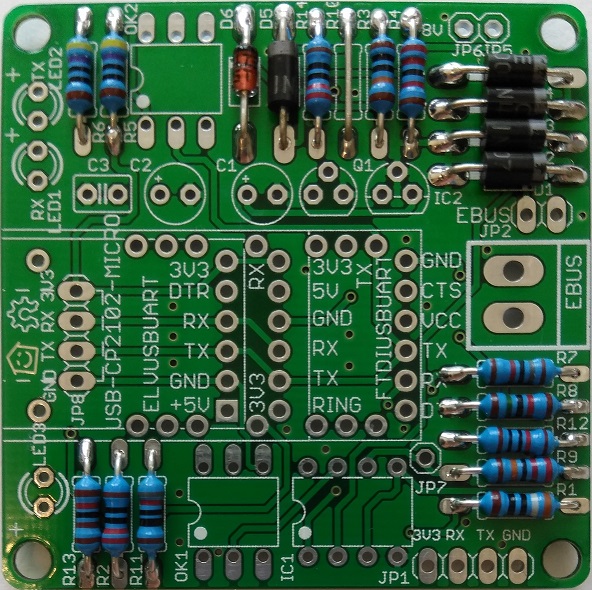 OK2
D6
D5
R14
R10
8V
JP6
JP5
TX
LED2
R6
R5
C3
C2
C1
Q1
IC2
D1
RX
LED1
EBUS
JP2
EBUS
3V3
DTR
RX
TX
GND
+5V
ELVUSBUART
USB-CP2102-MICRO
RX
3V3
3V3
5V
GND
RX
TX
RING
TX
FTDIUSBUART
GND
CTS
VCC
TX
3V3
RX
TX
GND
JP8
R7
R8
R12
R9
R1
LED3
JP7
R13
R2
R11
OK1
IC1
JP1
3V3 RX TX GND